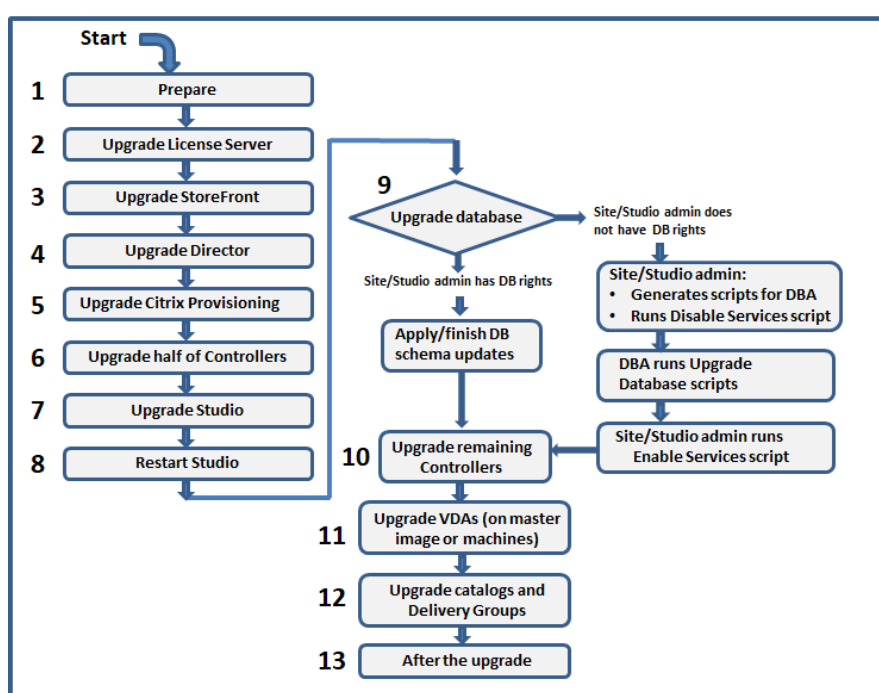 Start
1
Prepare
2
Upgrade License Server
3
Upgrade StoreFront
4
Upgrade Director
5
Upgrade Citrix Provisioning
6
Upgrade half of Controllers
7
Upgrade Studio
8
Restart Studio
9
Upgrade database
Site/Studio admin does
not have DB rights
Site/Studio admin has DB rights
Site/Studio admin:
• Generates scripts for DBA
• Runs Disable Services script
Apply/finish DB
schema updates
DBA runs Upgrade
Database scripts
Site/Studio admin runs
Enable Services script
10
Upgrade remaining
Controllers
11
Upgrade VDAs (on master
image or machines)
12
Upgrade catalogs and
Delivery Groups
13
After the upgrade